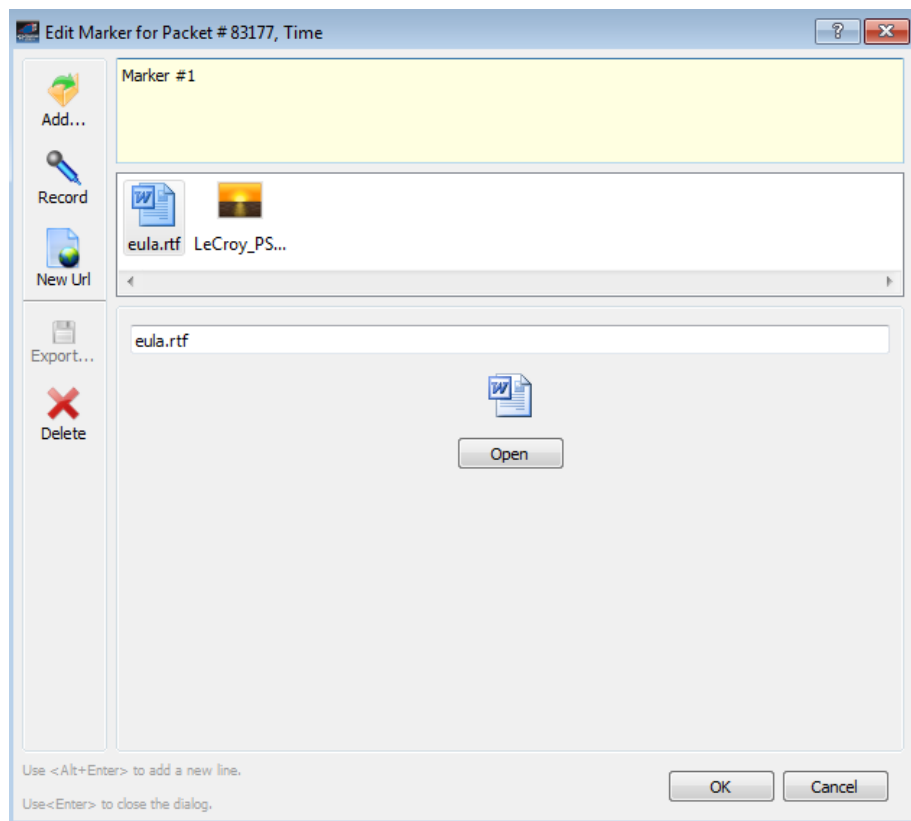 Edit Marker for Packet # 83177, Time
Marker #1
Add...
Record
New Url
Export...
Delete
eula.rtf LeCroy_PS...
eula.rtf
Open
Use <Alt+Enter> to add a new line.
Use<Enter> to close the dialog.
OK Cancel